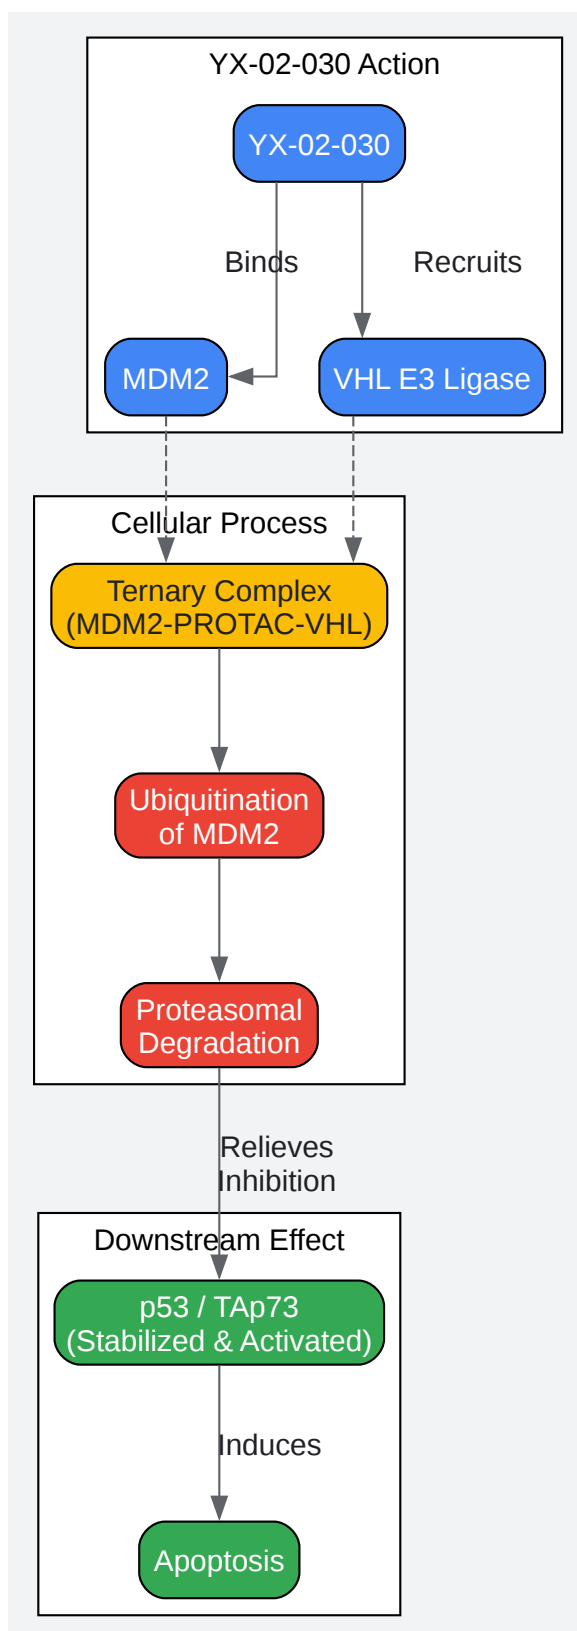 YX-02-030 Action
YX-02-030
Binds
Recruits
MDM2
VHL E3 Ligase
Cellular Process
Ternary Complex
(MDM2-PROTAC-VHL)
Ubiquitination
of MDM2
Proteasomal
Degradation
Relieves
Inhibition
Downstream Effect
p53 / TAp73
(Stabilized & Activated)
Induces
Apoptosis